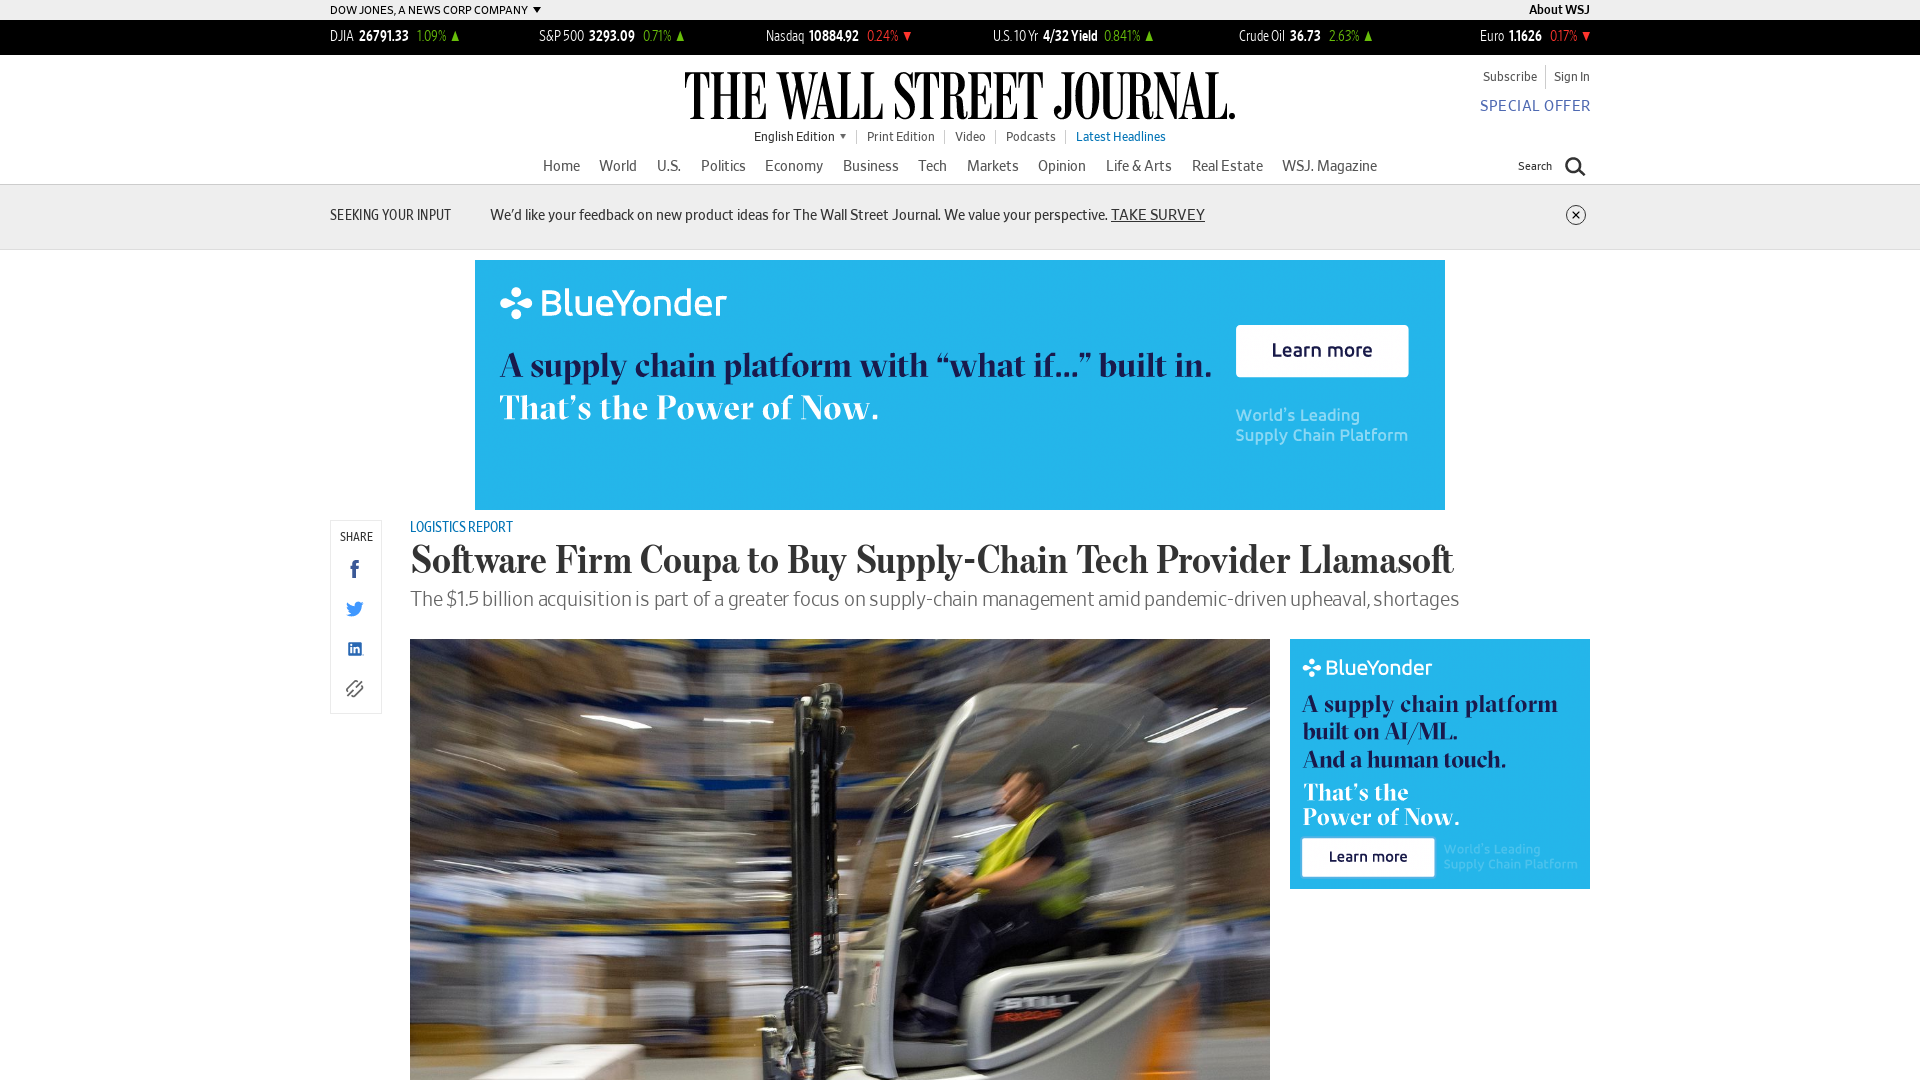 DOW JONES, A NEWS CORP COMPANY
About WSJ
DJIA 26791.33 1.09%
S&P 500 3293.09 0.71%
Nasdaq 10884.92 0.24%
U.S. 10 Yr 4/32 Yield 0.841%
Crude Oil 36.73 2.63%
Euro 1.1626 0.17%
THE WALL STREET JOURNAL.
Subscribe
Sign In
SPECIAL OFFER
English Edition
Print Edition
Video
Podcasts
Latest Headlines
Home
World
U.S.
Politics
Economy
Business
Tech
Markets
Opinion
Life & Arts
Real Estate
WSJ. Magazine
Search
SEEKING YOUR INPUT
We’d like your feedback on new product ideas for The Wall Street Journal. We value your perspective. TAKE SURVEY
BlueYonder
A supply chain platform with “what if...” built in.
That’s the Power of Now.
Learn more
World’s Leading
Supply Chain Platform
SHARE
LOGISTICS REPORT
Software Firm Coupa to Buy Supply-Chain Tech Provider Llamasoft
The $1.5 billion acquisition is part of a greater focus on supply-chain management amid pandemic-driven upheaval, shortages
STILL
BlueYonder
A supply chain platform
built on AI/ML.
And a human touch.
That’s the
Power of Now.
Learn more
World’s Leading
Supply Chain Platform